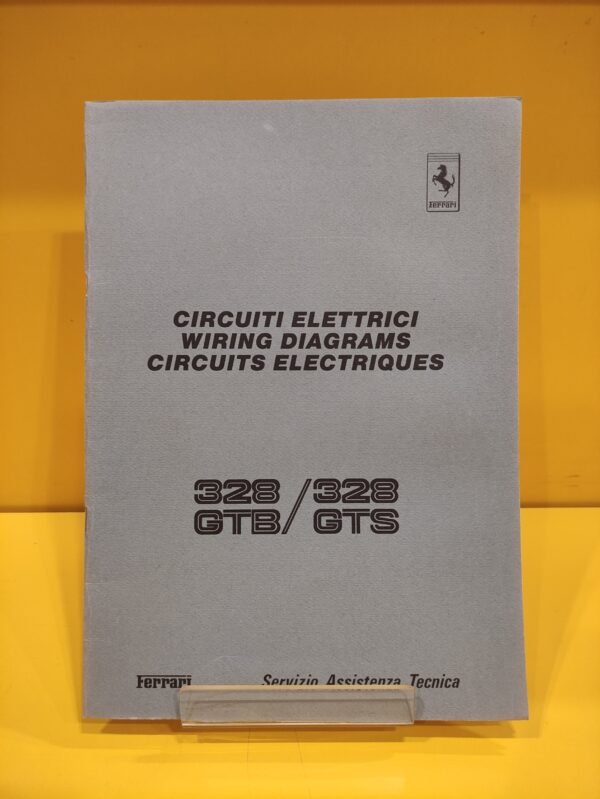 Ferrari
CIRCUITI ELETTRICI
WIRING DIAGRAMS
CIRCUITS ELECTRIQUES
328 / 328
GTB / GTS
Ferrari Servizio Assistenza Tecnica